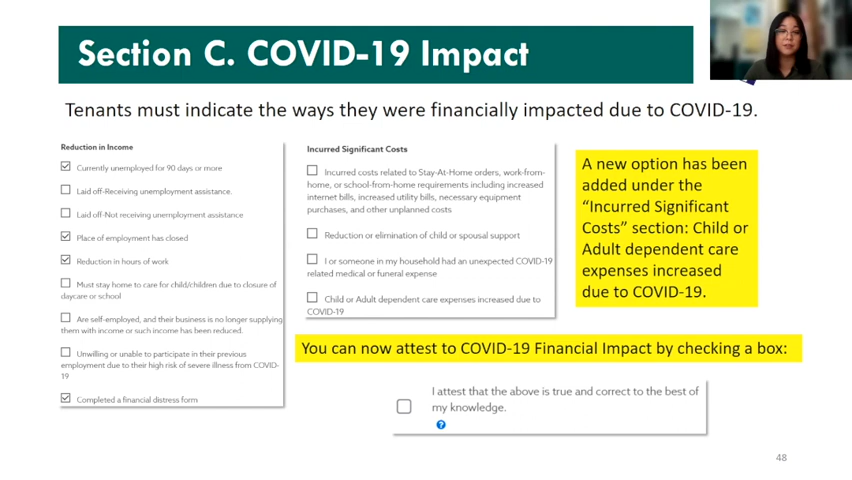 Section C. COVID-19 Impact
Tenants must indicate the ways they were financially impacted due to COVID-19.
Reduction in Income
Currently unemployed for 90 days or more
Laid off-Receiving unemployment assistance.
Laid off-Not receiving unemployment assistance
Place of employment has closed
Reduction in hours of work
Must stay home to care for child/children due to closure of
daycare or school
Are self-employed, and their business is no longer supplying
them with income or such income has been reduced.
Unwilling or unable to participate in their previous
employment due to their high risk of severe illness from COVID-
19
Completed a financial distress form
Incurred Significant Costs
Incurred costs related to Stay-At-Home orders, work-from-
home, or school-from-home requirements including increased
internet bills, increased utility bills, necessary equipment
purchases, and other unplanned costs
Reduction or elimination of child or spousal support
I or someone in my household had an unexpected COVID-19
related medical or funeral expense
Child or Adult dependent care expenses increased due to
COVID-19
A new option has been
added under the
“Incurred Significant
Costs” section: Child or
Adult dependent care
expenses increased
due to COVID-19.
You can now attest to COVID-19 Financial Impact by checking a box:
I attest that the above is true and correct to the best of
my knowledge.
?
48